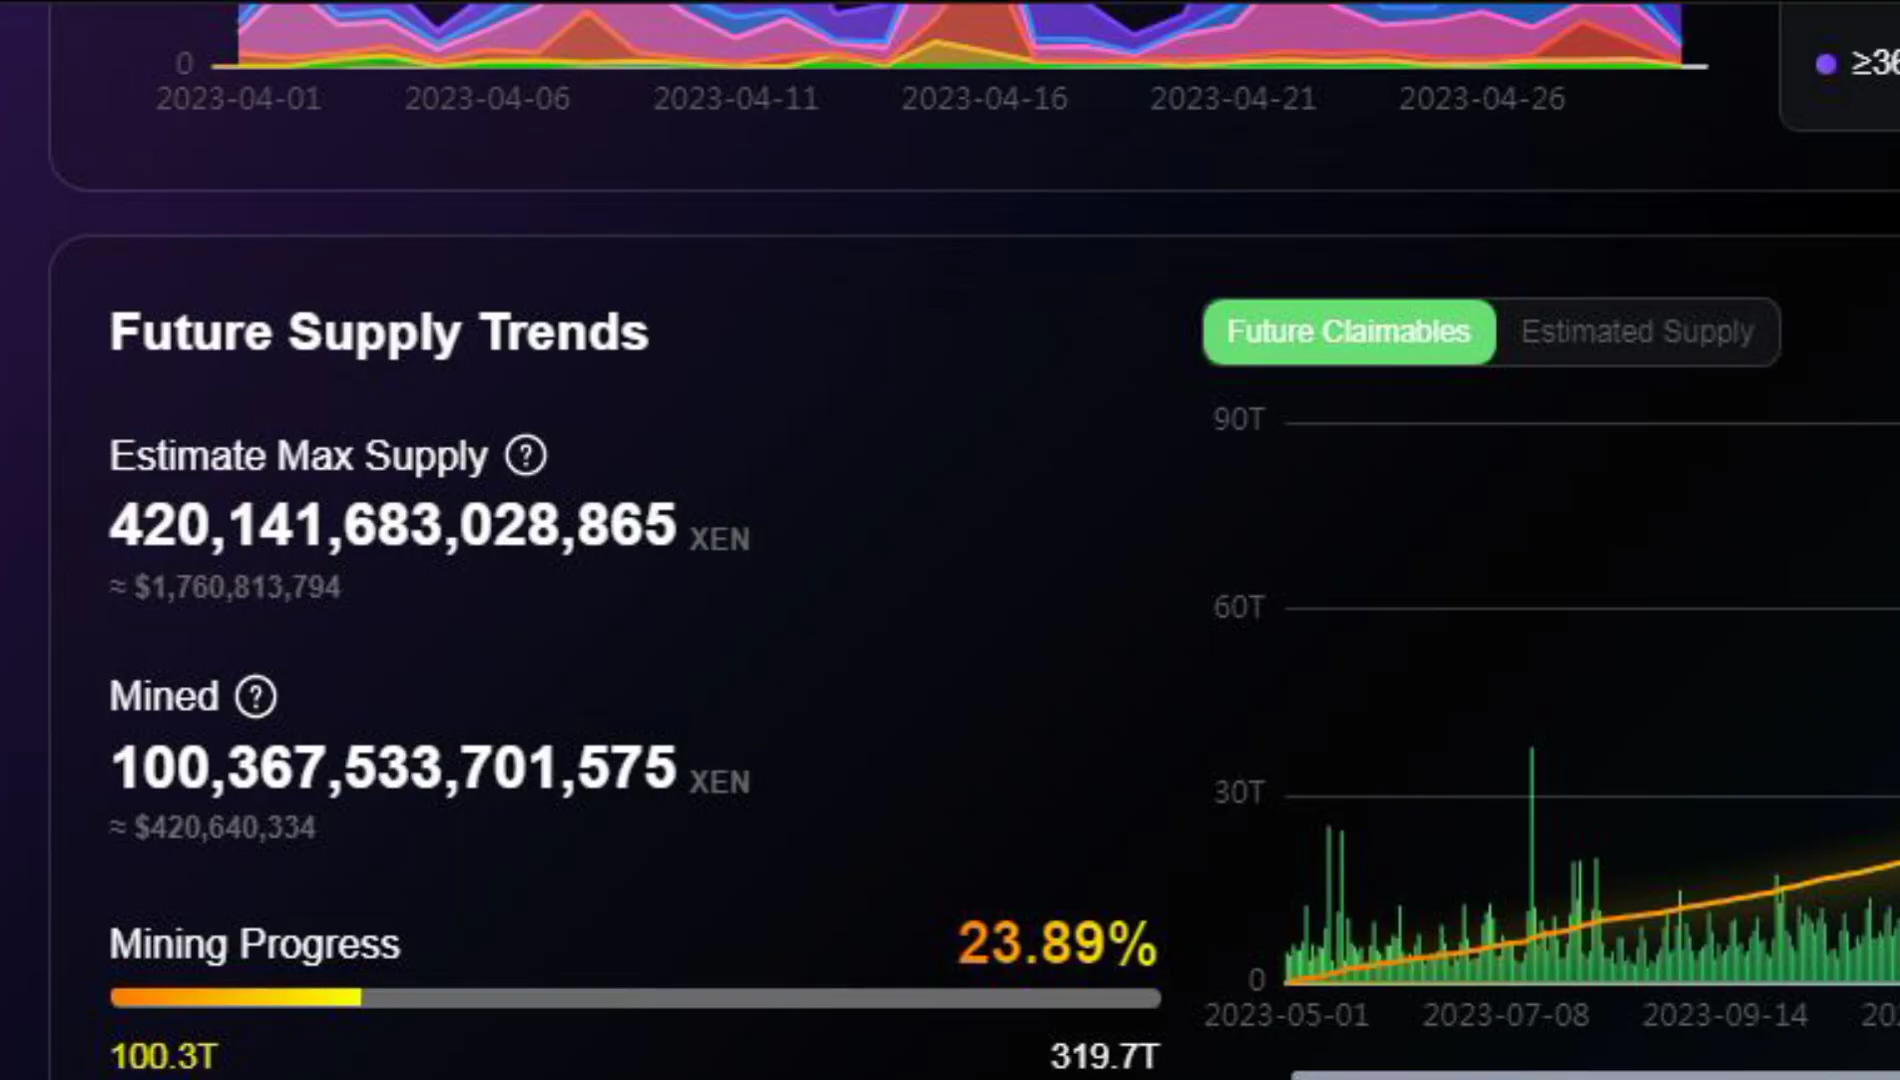 0
2023-04-01 2023-04-06 2023-04-11 2023-04-16 2023-04-21 2023-04-26
Future Supply Trends
Estimate Max Supply ?
420,141,683,028,865 XEN
≈ $1,760,813,794
Mined ?
100,367,533,701,575 XEN
≈ $420,640,334
Mining Progress 23.89%
100.3T 319.7T
Future Claimables Estimated Supply
90T
60T
30T
0
2023-05-01 2023-07-08 2023-09-14